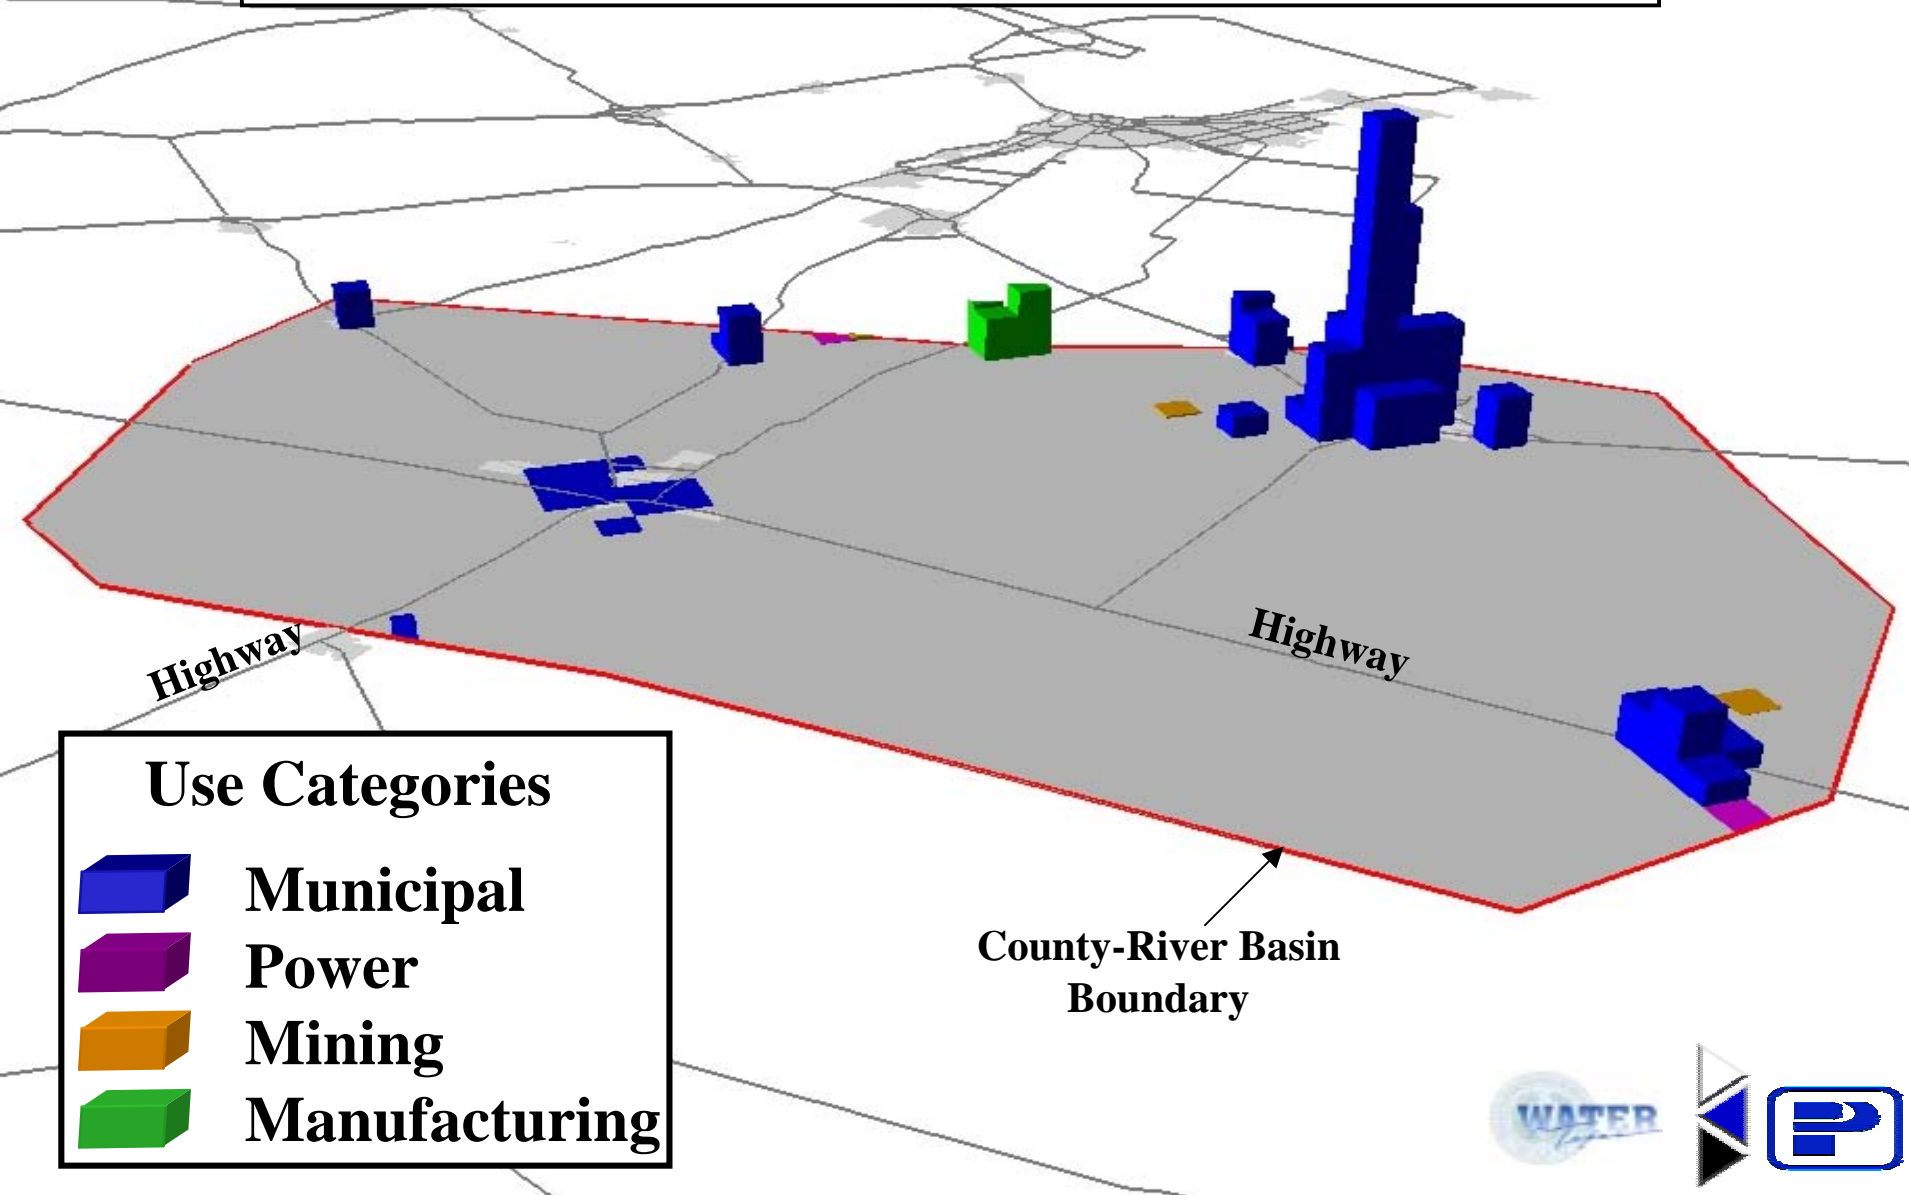 Highway
Highway
Use Categories
Municipal
Power
Mining
Manufacturing
County-River Basin
Boundary
WATER
P